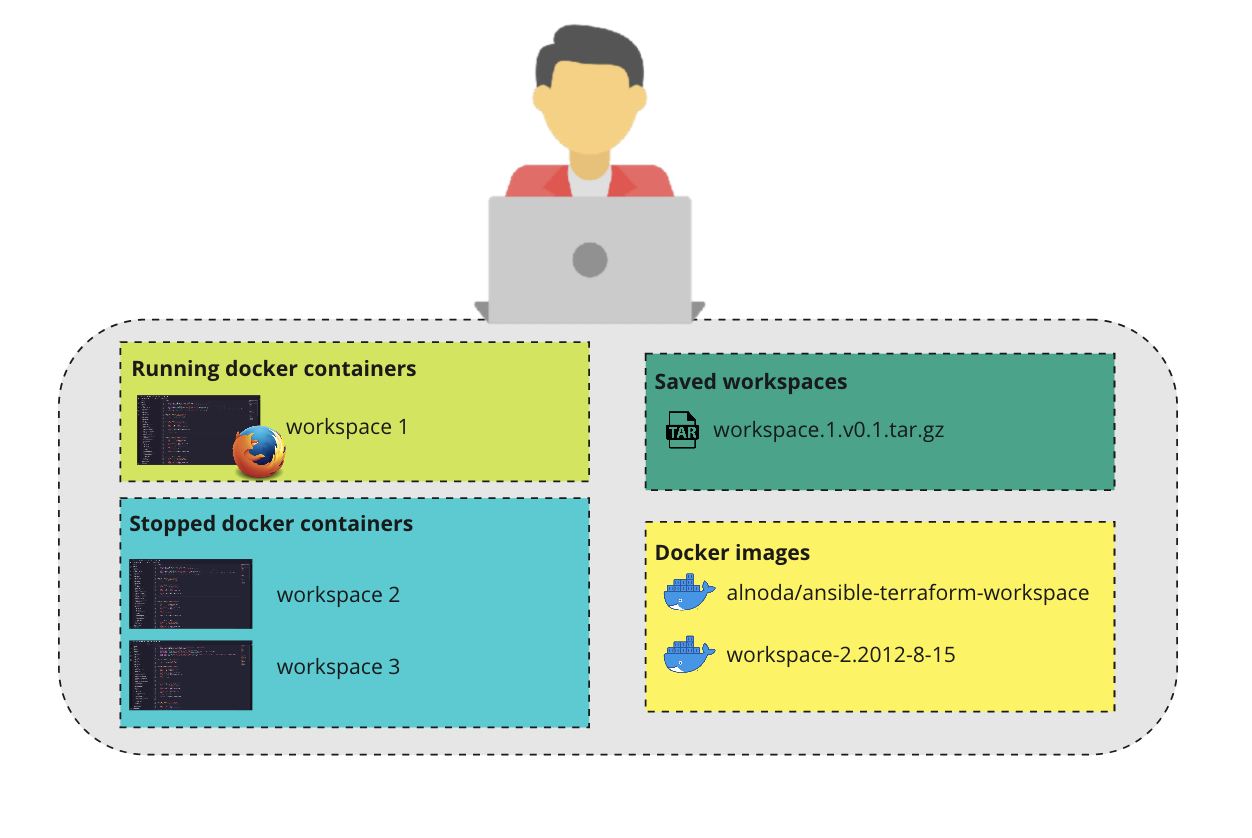 Running docker containers
workspace 1
Stopped docker containers
workspace 2
workspace 3
Saved workspaces
TAR
workspace.1.v0.1.tar.gz
Docker images
alnoda/ansible-terraform-workspace
workspace-2.2012-8-15